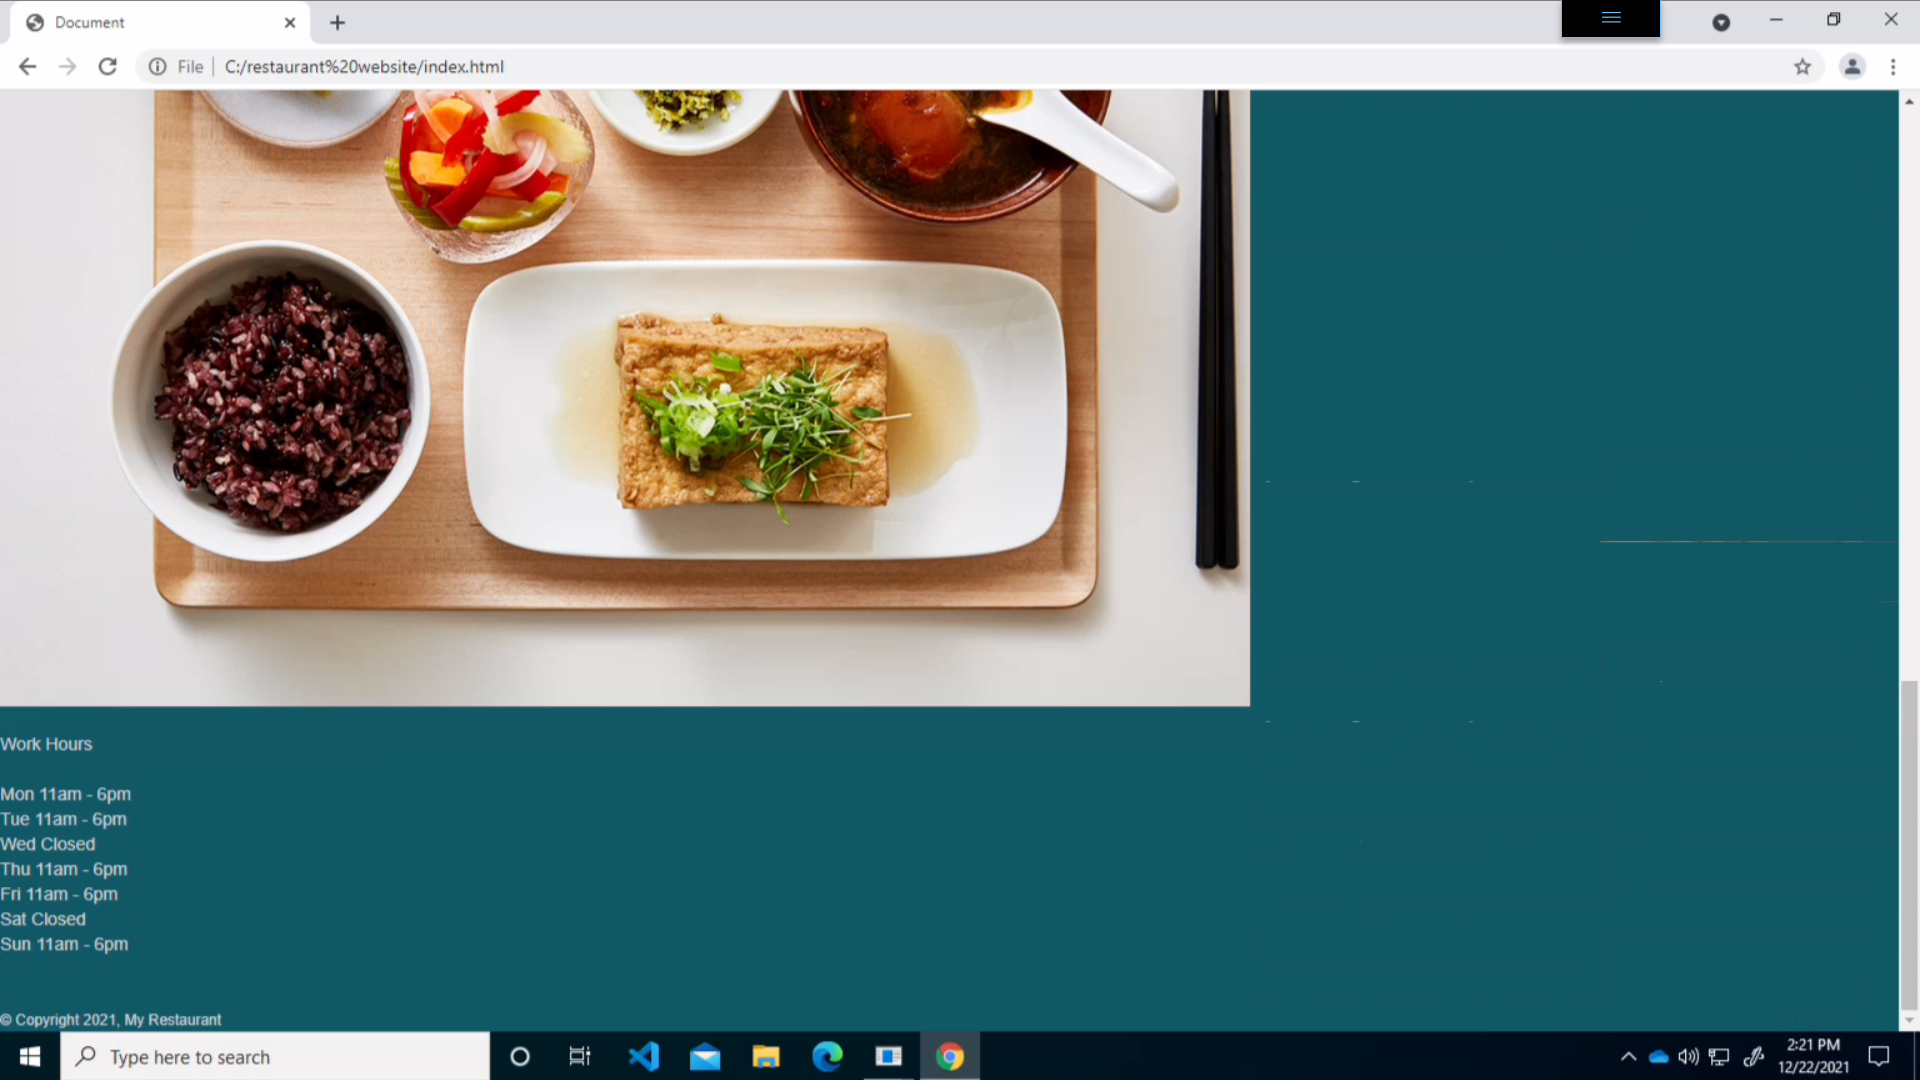 Document
File
C:/restaurant%20website/index.html
Work Hours
Mon 11am - 6pm
Tue 11am - 6pm
Wed Closed
Thu 11am - 6pm
Fri 11am - 6pm
Sat Closed
Sun 11am - 6pm
© Copyright 2021, My Restaurant
Type here to search
2:21 PM
12/22/2021